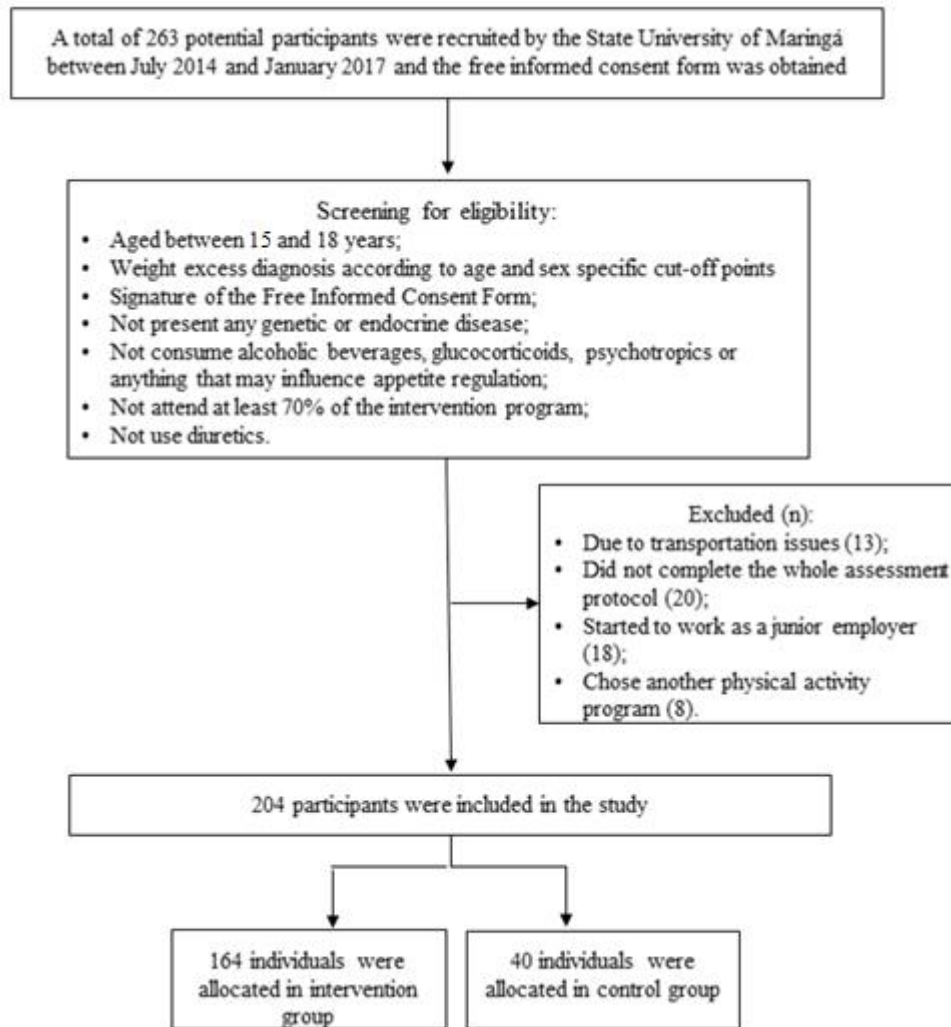 A total of 263 potential participants were recruited by the State University of Maringá
between July 2014 and January 2017 and the free informed consent form was obtained
Screening for eligibility:
• Aged between 15 and 18 years;
• Weight excess diagnosis according to age and sex specific cut-off points
• Signature of the Free Informed Consent Form;
• Not present any genetic or endocrine disease;
• Not consume alcoholic beverages, glucocorticoids, psychotropics or
anything that may influence appetite regulation;
• Not attend at least 70% of the intervention program;
• Not use diuretics.
Excluded (n):
• Due to transportation issues (13);
• Did not complete the whole assessment
protocol (20);
• Started to work as a junior employer
(18);
• Chose another physical activity
program (8).
204 participants were included in the study
164 individuals were
allocated in intervention
group
40 individuals were
allocated in control group